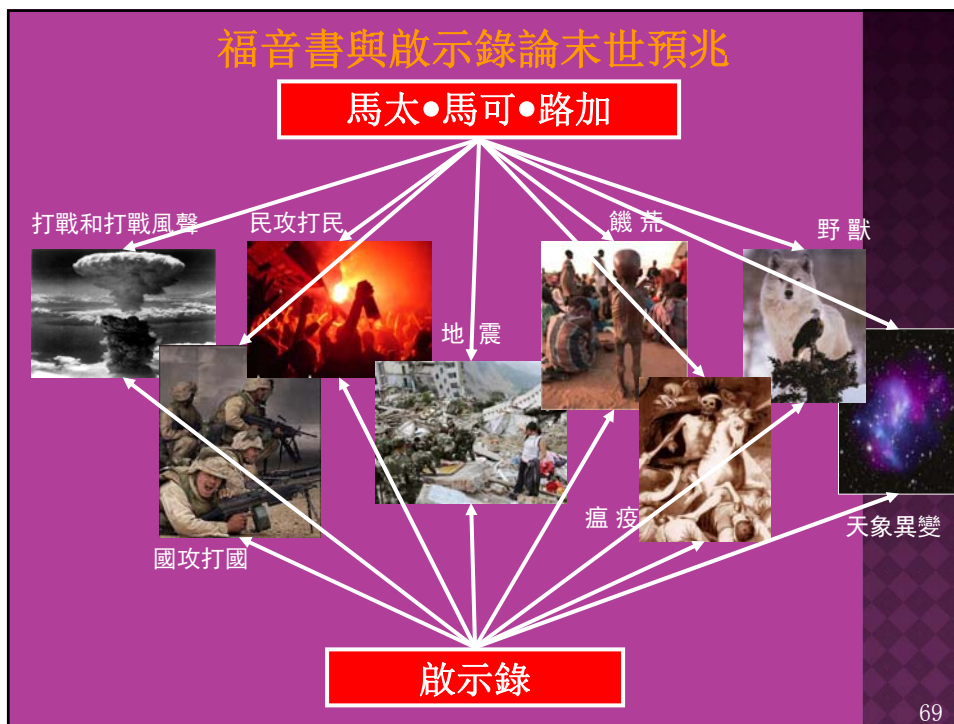 福音書與啟示錄論末世預兆
馬太●馬可●路加
打戰和打戰風聲
民攻打民
饑 荒
野 獸
地 震
瘟 疫
天象異變
國攻打國
啟示錄
69